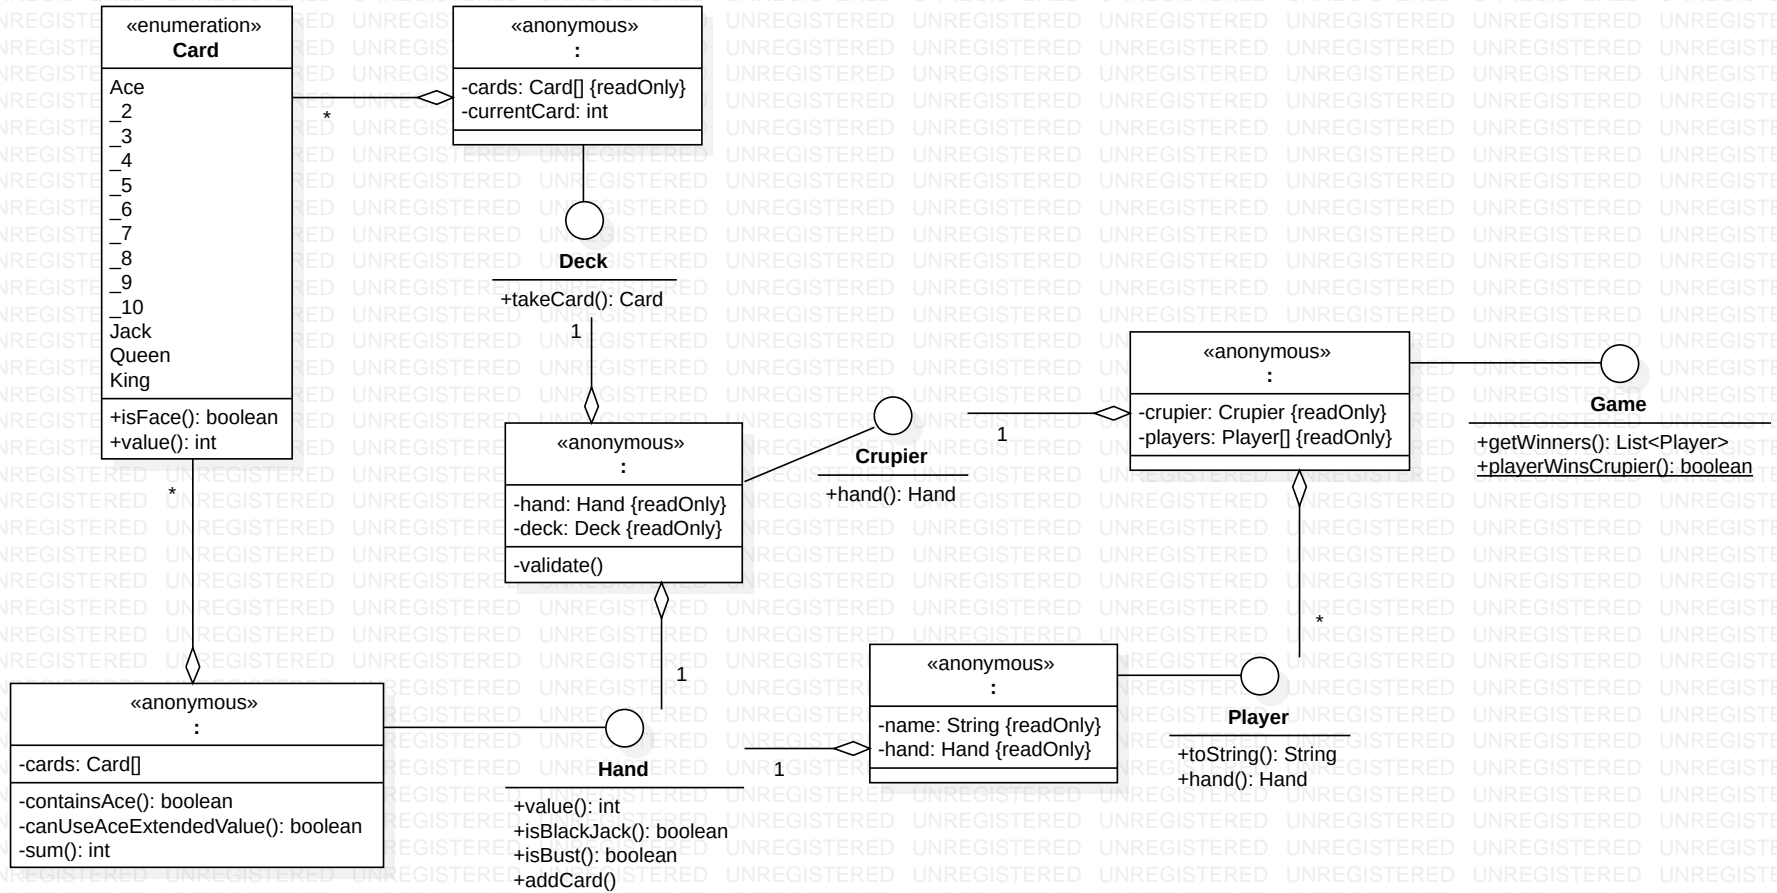 «enumeration»
Card
Ace
_2
_3
_4
_5
_6
_7
_8
_9
_10
Jack
Queen
King
+isFace(): boolean
+value(): int
*
*
«anonymous»
:
-cards: Card[] {readOnly}
-currentCard: int
Deck
+takeCard(): Card
1
«anonymous»
:
-hand: Hand {readOnly}
-deck: Deck {readOnly}
-validate()
1
Crupier
+hand(): Hand
1
«anonymous»
:
-crupier: Crupier {readOnly}
-players: Player[] {readOnly}
*
Game
+getWinners(): List<Player>
+playerWinsCrupier(): boolean
«anonymous»
:
-cards: Card[]
-containsAce(): boolean
-canUseAceExtendedValue(): boolean
-sum(): int
Hand
+value(): int
+isBlackJack(): boolean
+isBust(): boolean
+addCard()
1
«anonymous»
:
-name: String {readOnly}
-hand: Hand {readOnly}
Player
+toString(): String
+hand(): Hand
UNREGISTERED